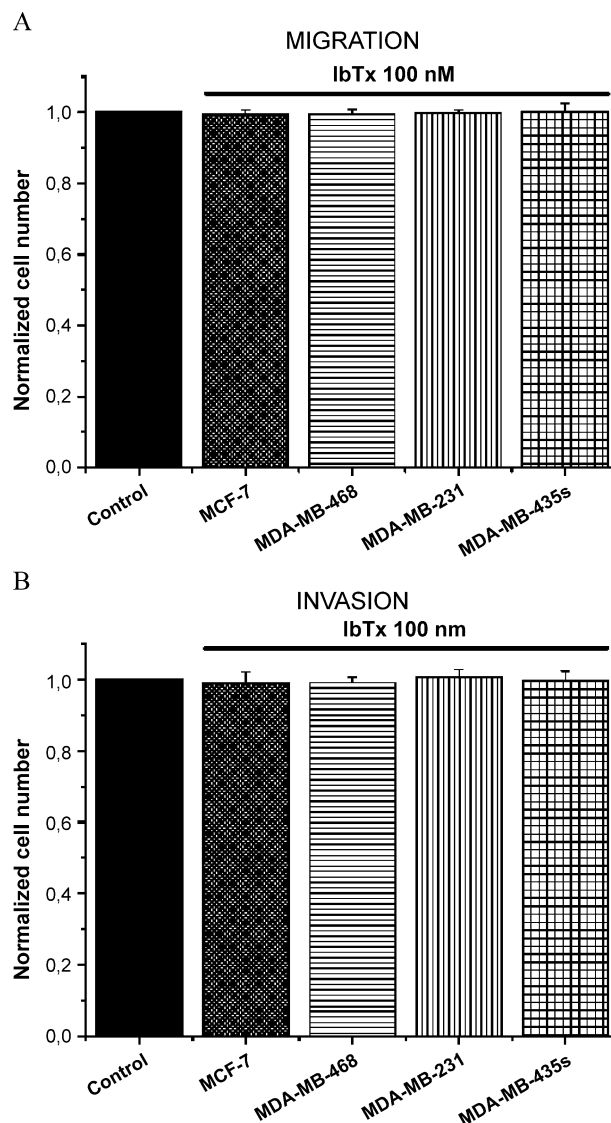 A
MIGRATION
IbTx 100 nM
Normalized cell number
1,0
0,8
0,6
0,4
0,2
0,0
Control
MCF-7
MDA-MB-468
MDA-MB-231
MDA-MB-435s
B
INVASION
IbTx 100 nm
Normalized cell number
1,0
0,8
0,6
0,4
0,2
0,0
Control
MCF-7
MDA-MB-468
MDA-MB-231
MDA-MB-435s